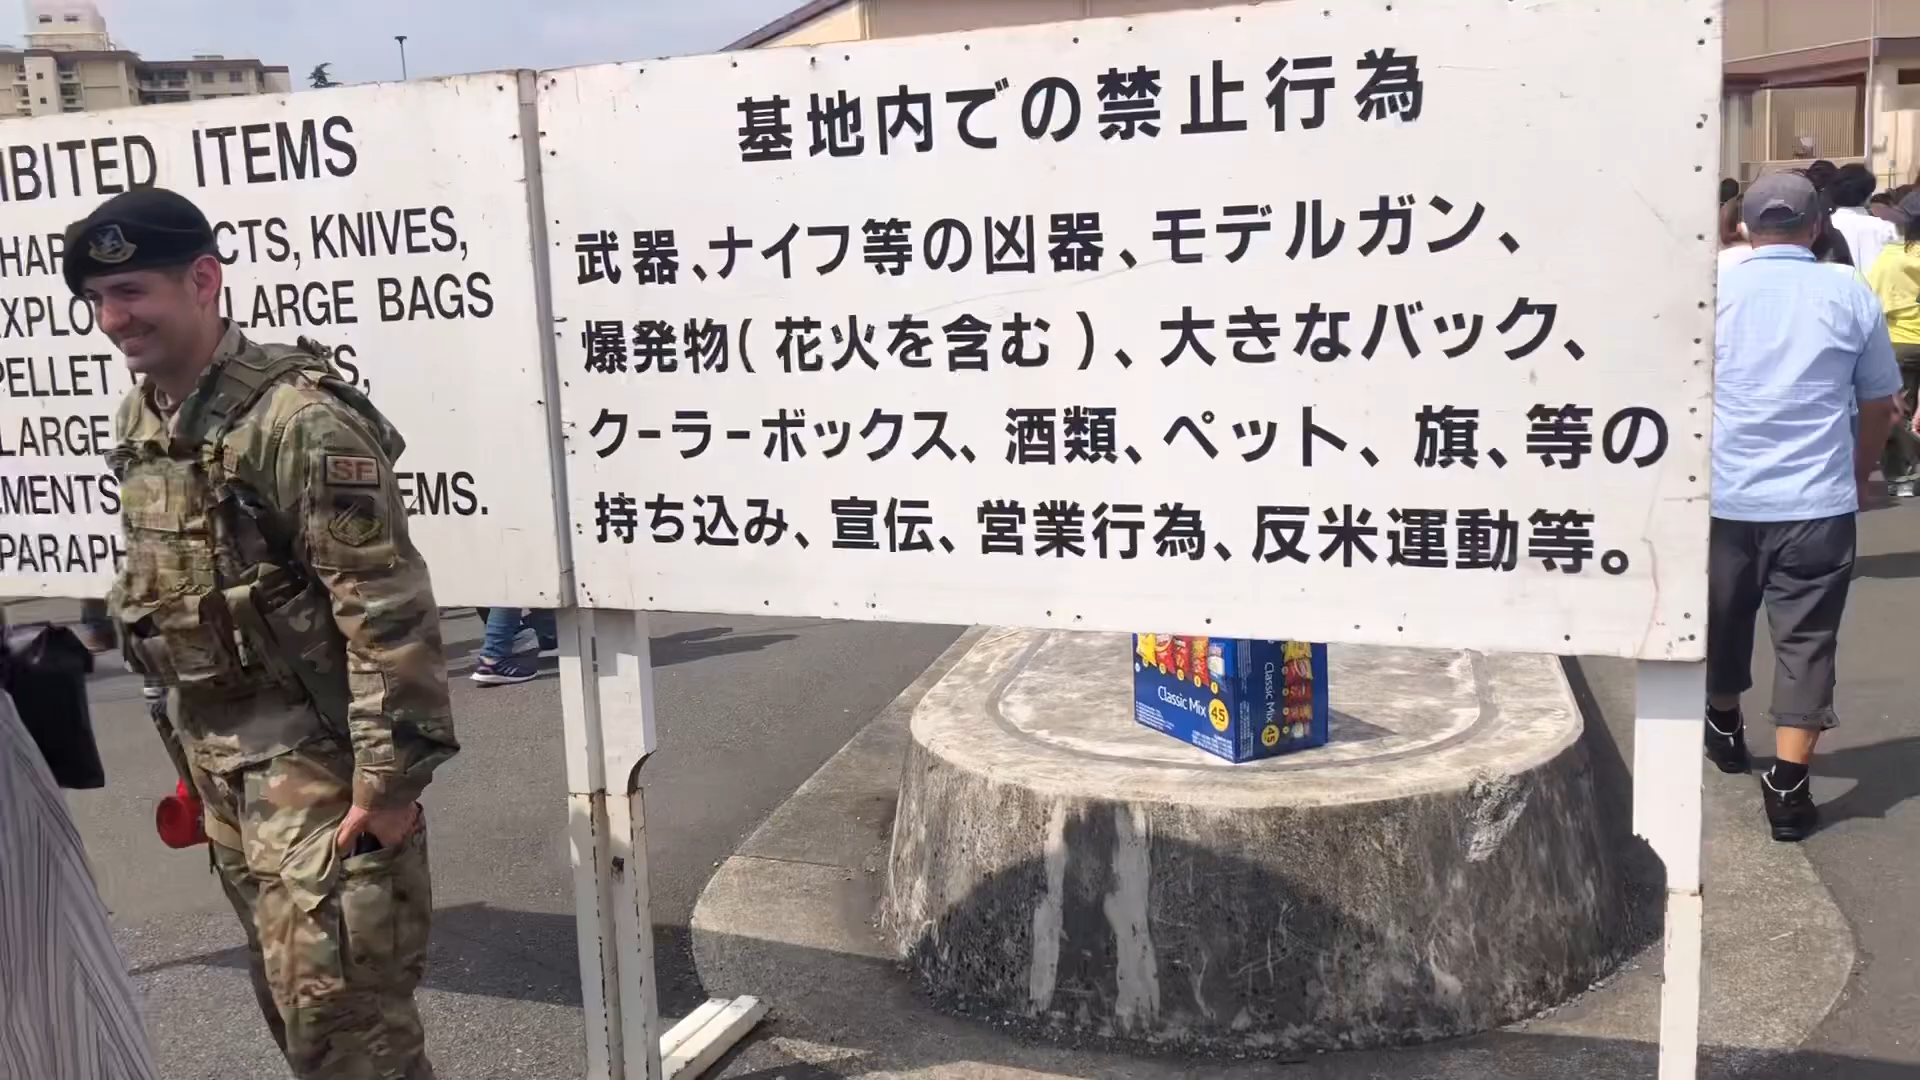 ITEMS
CTS, KNIVES,
LARGE BAGS
PELLET
LARGE
EMS.
基地内での禁止行為
武器、ナイフ等の凶器、モデルガン、
爆発物(花火を含む)、大きなバック、
クーラーボックス、酒類、ペット、旗、等の
持ち込み、宣伝、営業行為、反米運動等。
SF
Classic Mix
45
Classic Mix
45